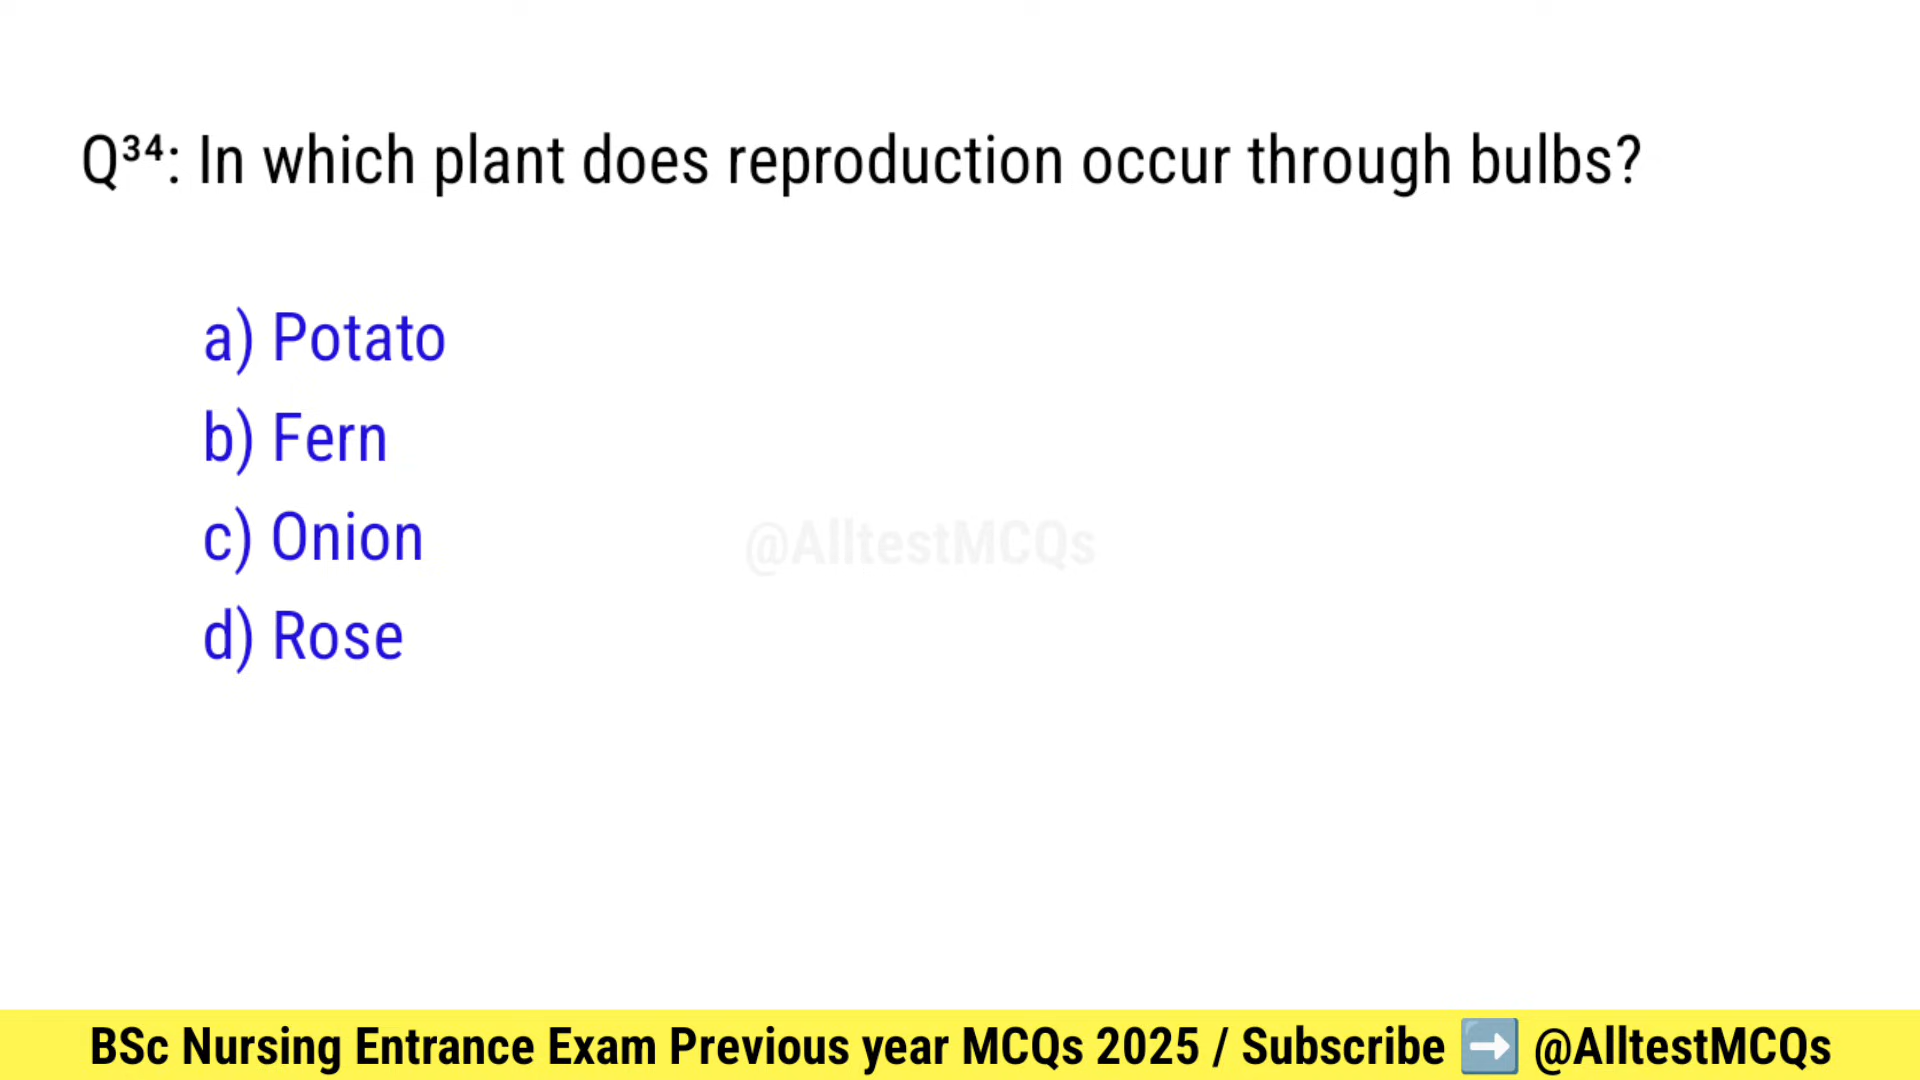 Q³⁴: In which plant does reproduction occur through bulbs?
a) Potato
b) Fern
c) Onion
@AlltestMCQs
d) Rose
BSc Nursing Entrance Exam Previous year MCQs 2025 / Subscribe ➡️ @AlltestMCQs